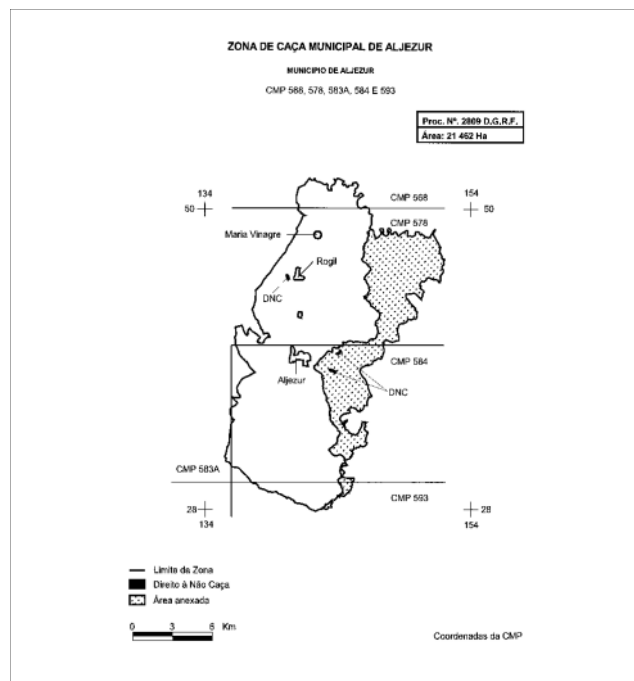 ZONA DE CAÇA MUNICIPAL DE ALJEZUR
MUNICIPIO DE ALJEZUR
CMP 568, 578, 583A, 584 E 593
Proc. Nº. 2809 D.G.R.F.
Área: 21 462 Ha
134
154
50
CMP 568
50
CMP 578
Maria Vinagre
Rogil
DNC
CMP 584
Aljezur
DNC
CMP 583A
CMP 593
28
28
134
154
Limite da Zona
Direito à Não Caça
Área anexada
0 3 6 Km
Coordenadas da CMP